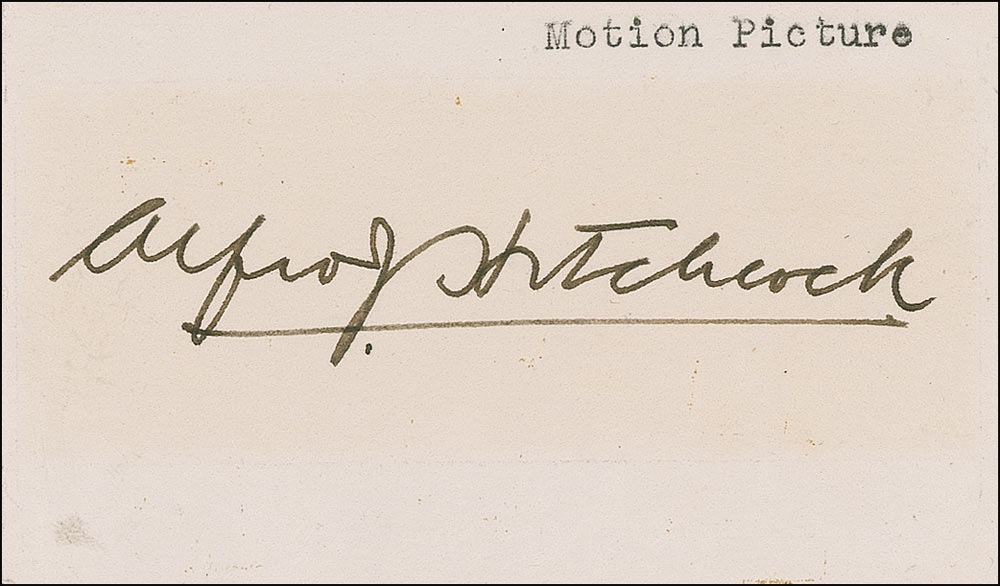 Motion Picture
Alfred J. Hitchcock